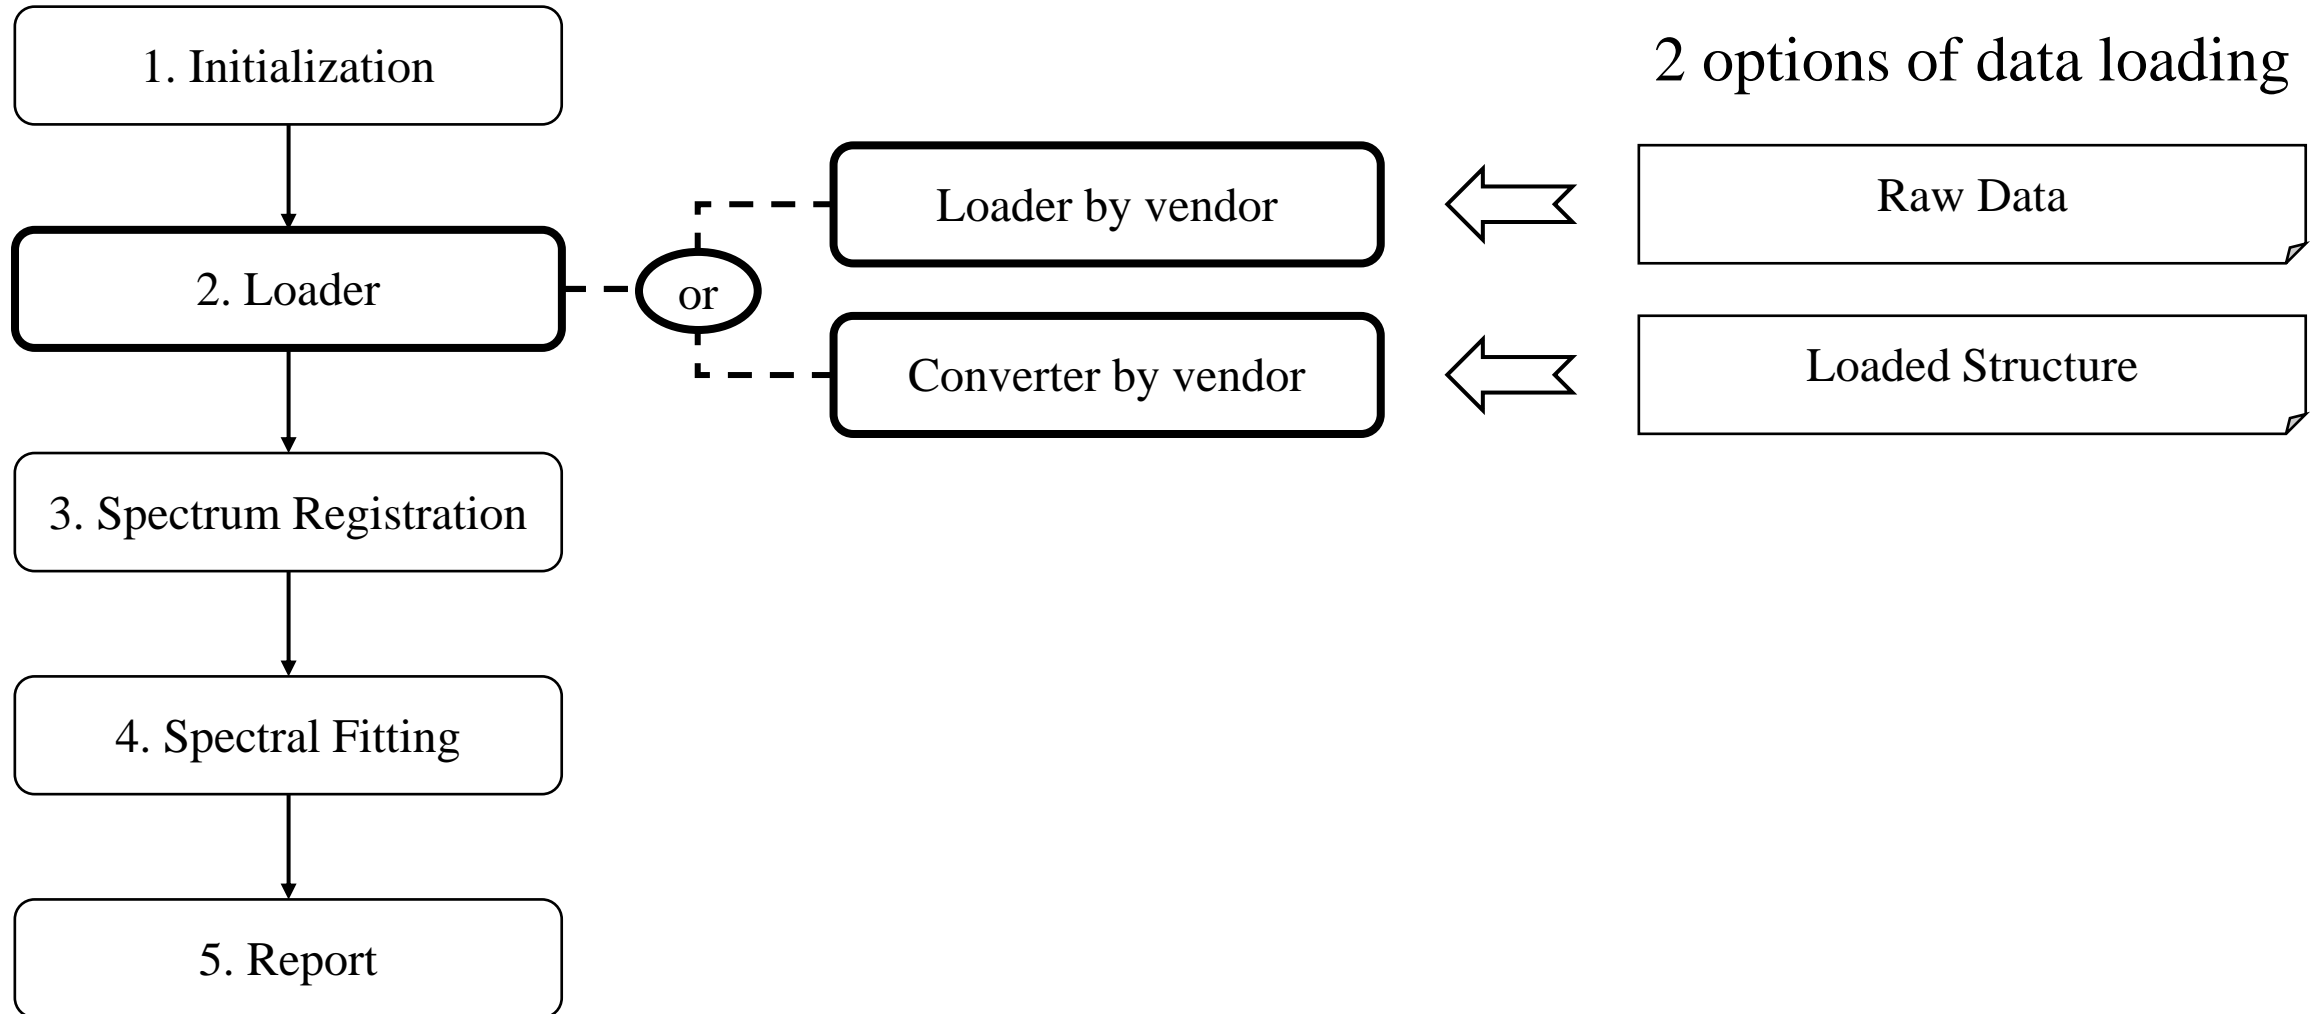 1. Initialization
2 options of data loading
Loader by vendor
Raw Data
2. Loader
or
Converter by vendor
Loaded Structure
3. Spectrum Registration
4. Spectral Fitting
5. Report